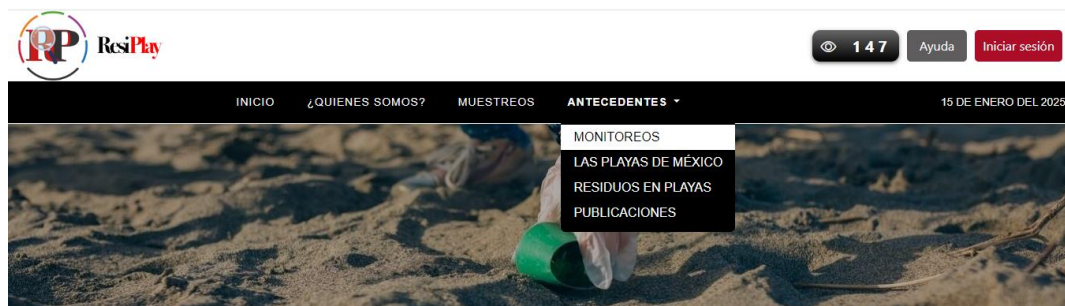 RP ResiPlay
147 Ayuda Iniciar sesión
INICIO ¿QUIENES SOMOS? MUESTREOS ANTECEDENTES 15 DE ENERO DEL 2025
MONITOREOS
LAS PLAYAS DE MÉXICO
RESIDUOS EN PLAYAS
PUBLICACIONES